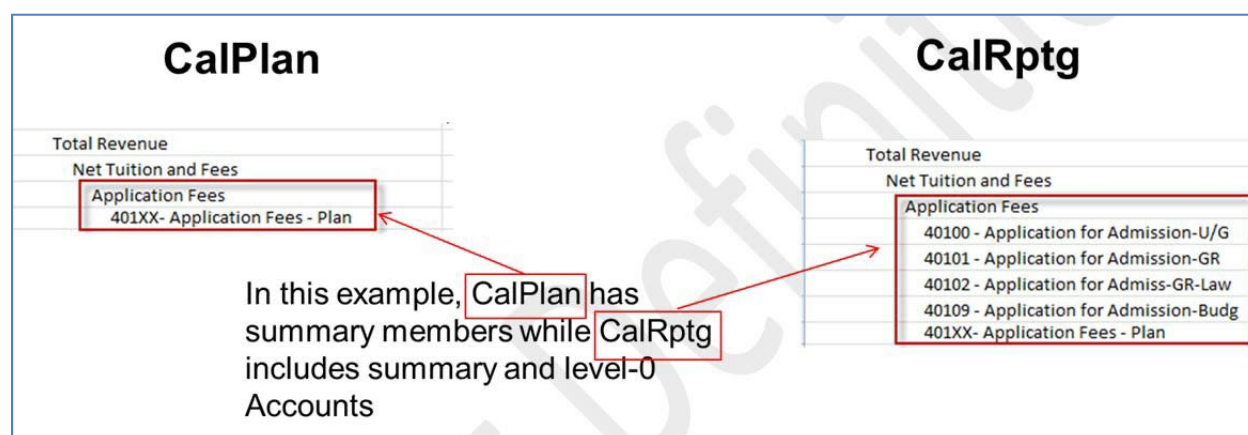 CalPlan
Total Revenue
Net Tuition and Fees
Application Fees
401XX- Application Fees - Plan
CalRptg
Total Revenue
Net Tuition and Fees
Application Fees
40100 - Application for Admission-U/G
40101 - Application for Admission-GR
40102 - Application for Admiss-GR-Law
40109 - Application for Admission-Budg
401XX- Application Fees - Plan
In this example, CalPlan has
summary members while CalRptg
includes summary and level-0
Accounts